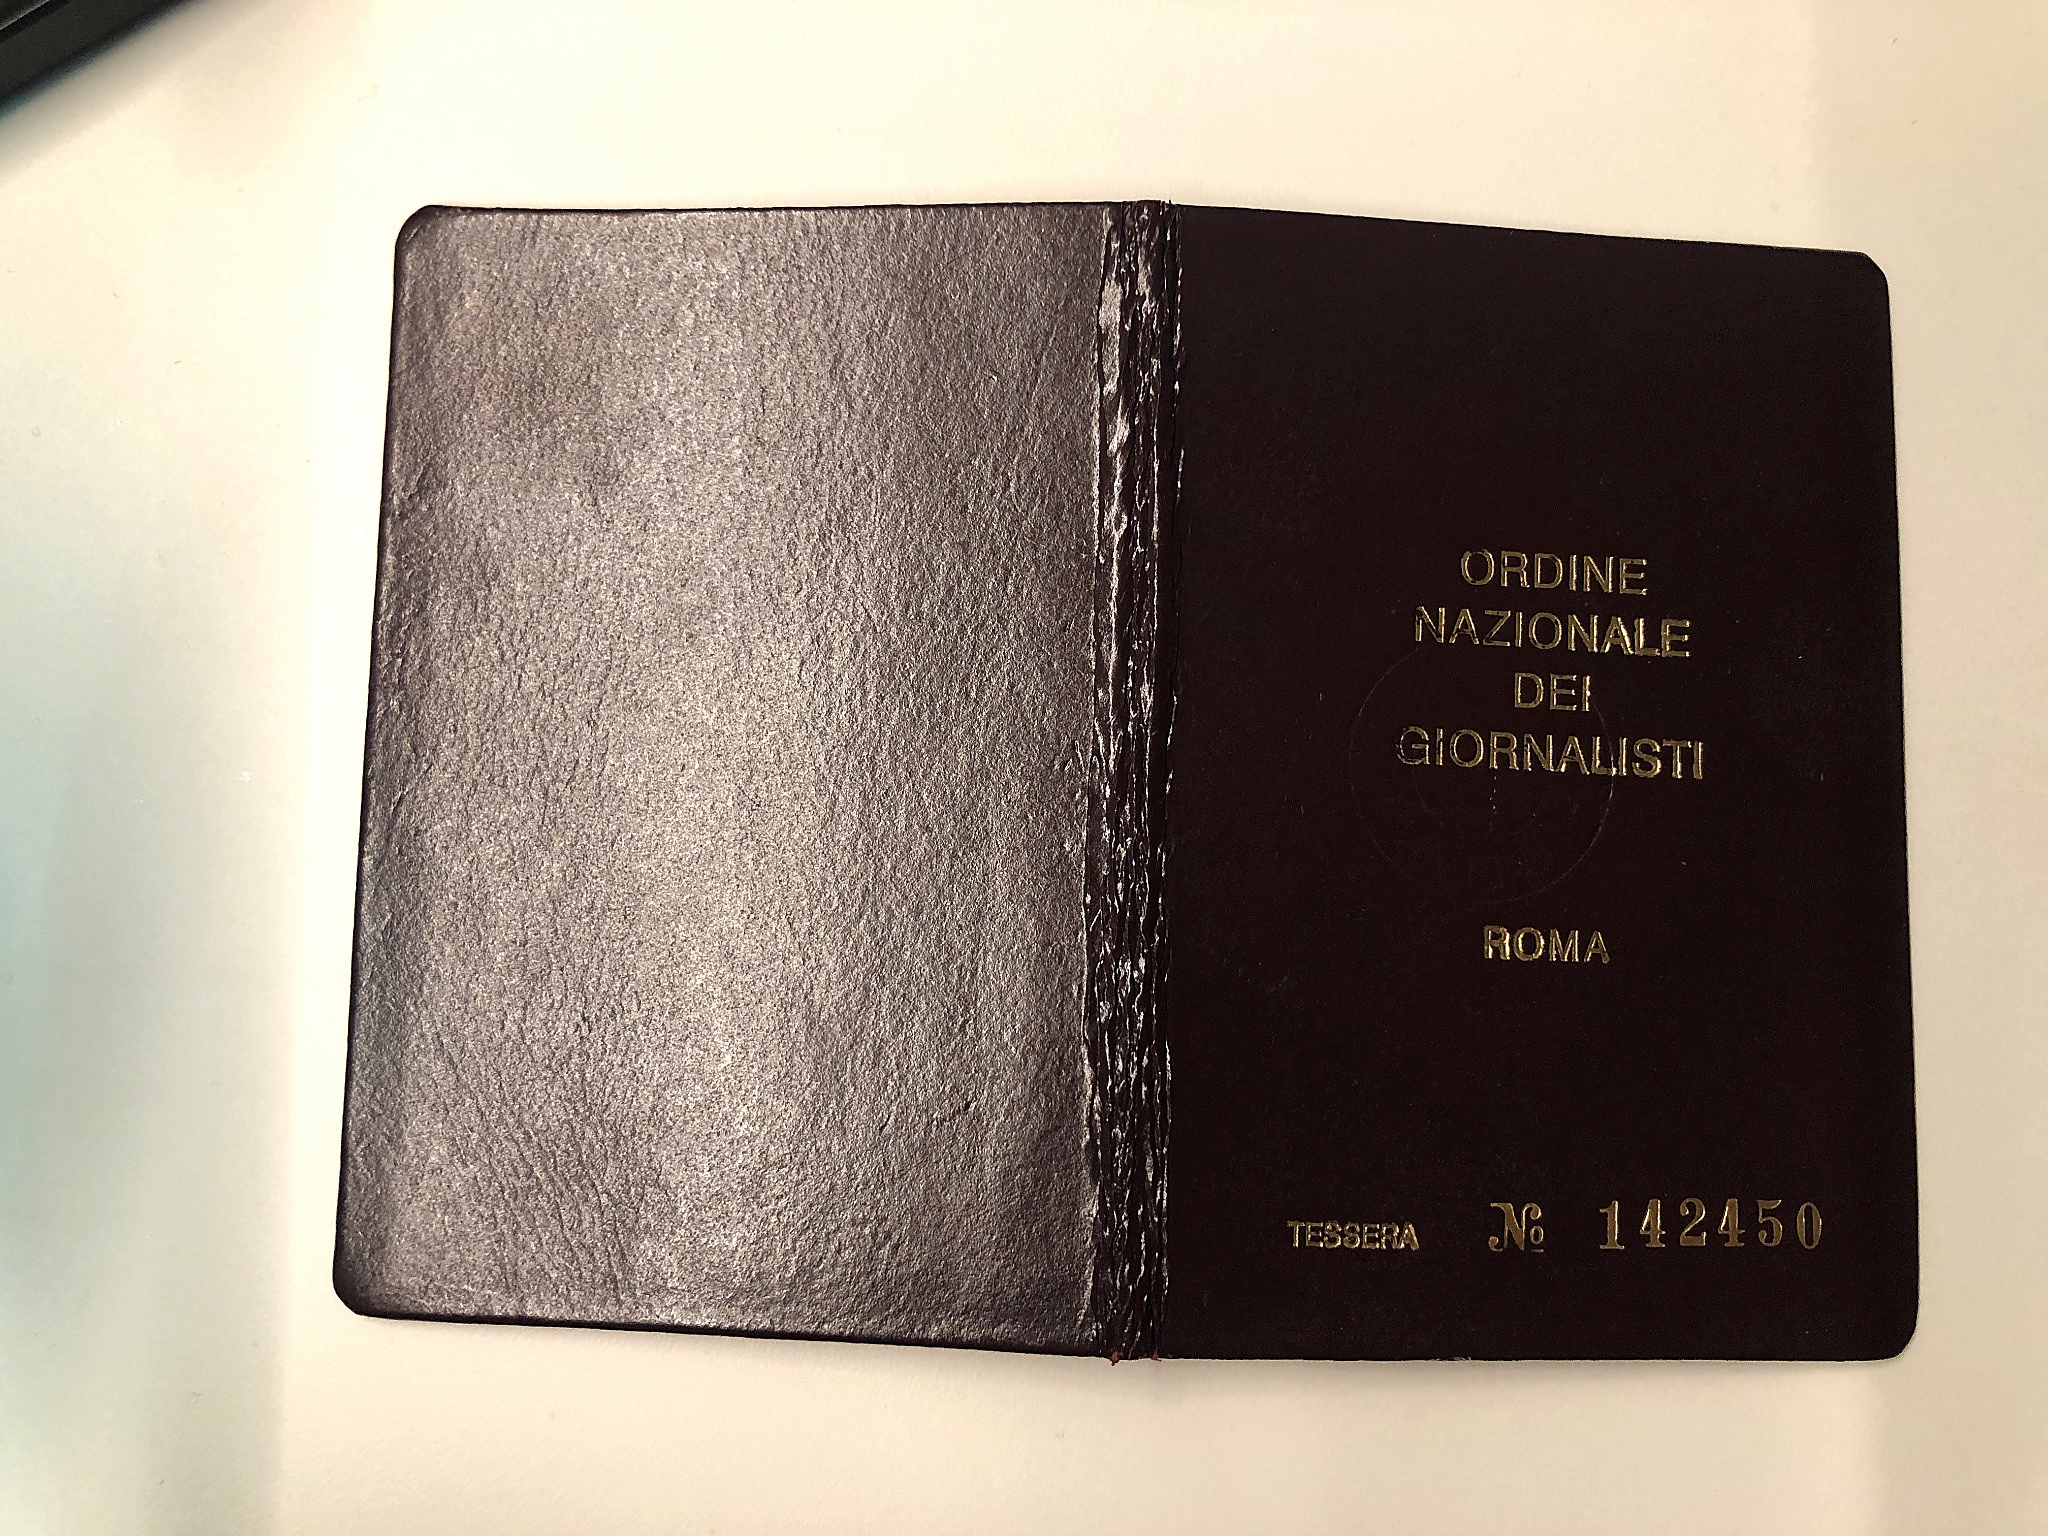 ORDINE
NAZIONALE
DEI
GIORNALISTI
ROMA
TESSERA № 142450